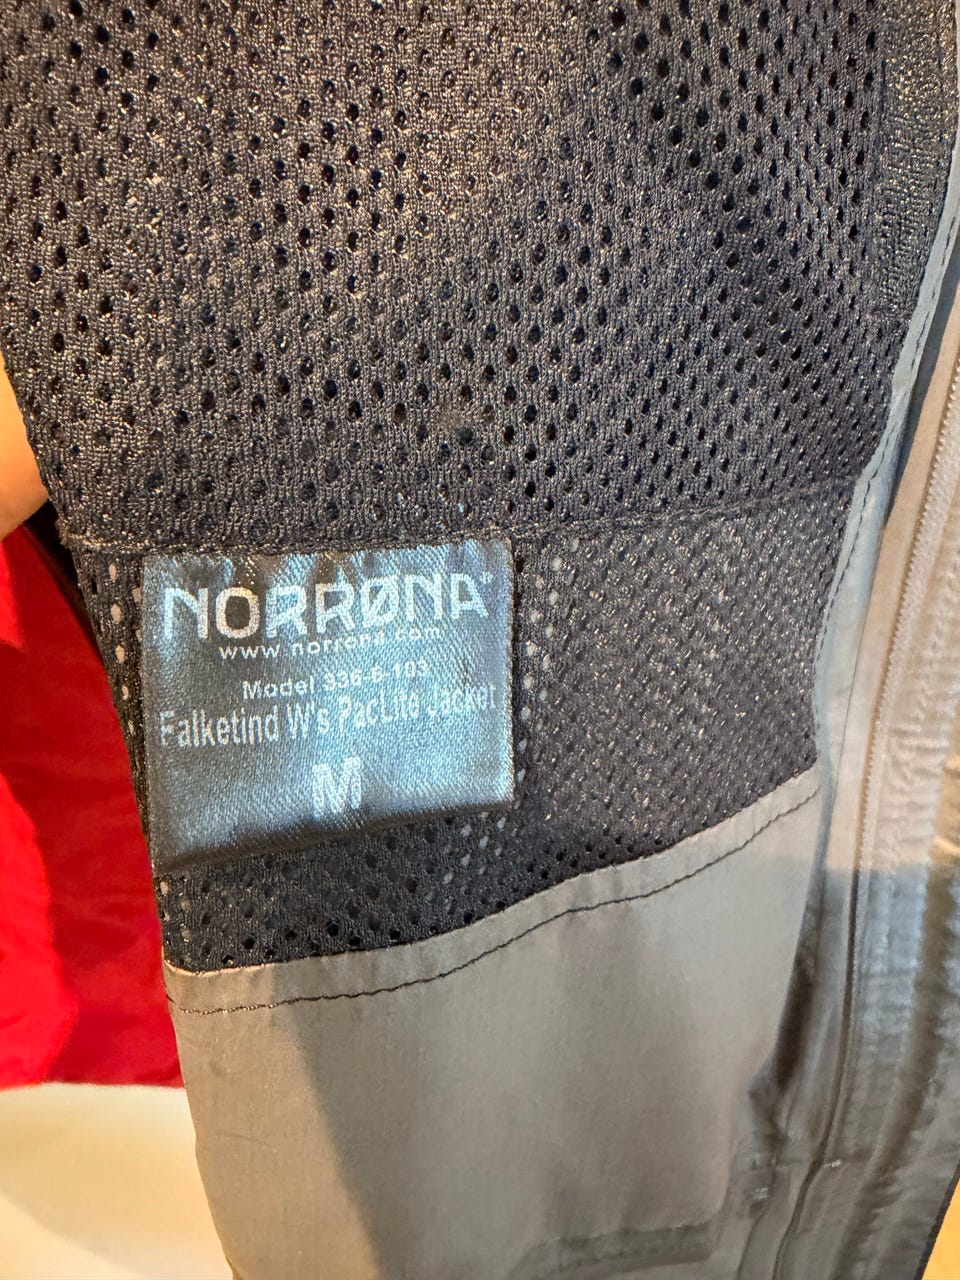 NORRØNA®
www norrona com
Model 336-6-103
Falketind W's PacLite Jacket
M